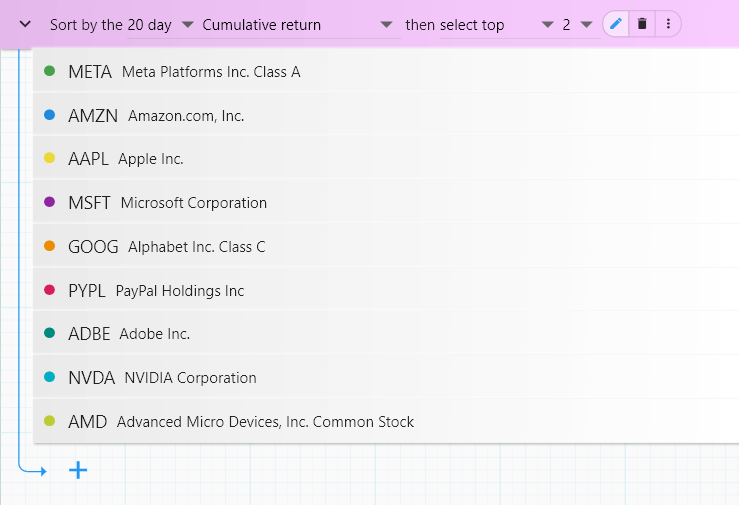 Sort by the 20 day Cumulative return then select top 2
META Meta Platforms Inc. Class A
AMZN Amazon.com, Inc.
AAPL Apple Inc.
MSFT Microsoft Corporation
GOOG Alphabet Inc. Class C
PYPL PayPal Holdings Inc
ADBE Adobe Inc.
NVDA NVIDIA Corporation
AMD Advanced Micro Devices, Inc. Common Stock